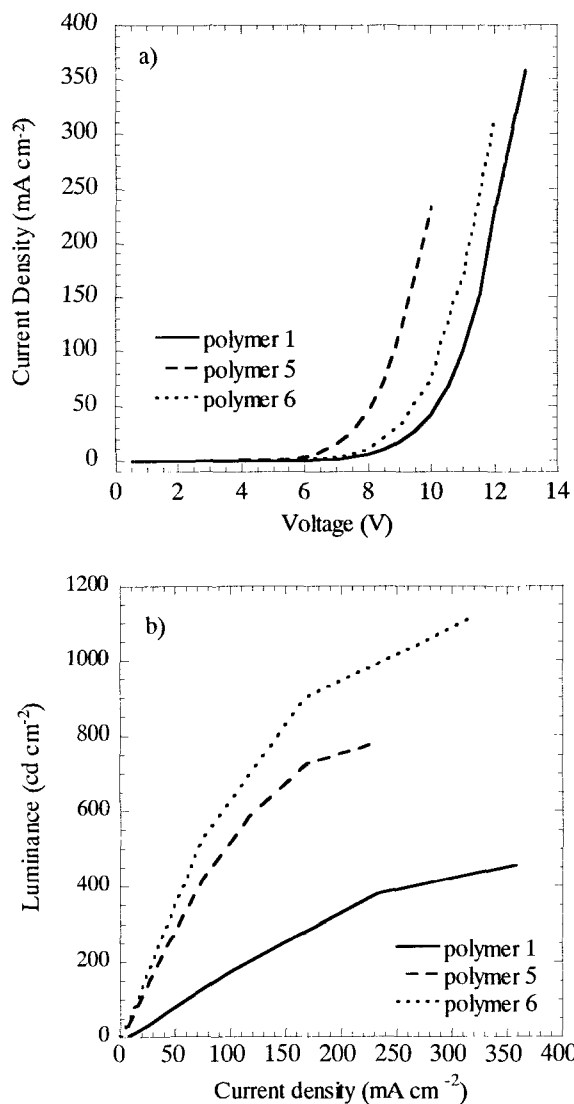 a)
Current Density (mA cm-2)
400
350
300
250
200
150
100
50
0
polymer 1
polymer 5
polymer 6
0 2 4 6 8 10 12 14
Voltage (V)
b)
Luminance (cd cm-2)
1200
1000
800
600
400
200
0
polymer 1
polymer 5
polymer 6
0 50 100 150 200 250 300 350 400
Current density (mA cm -2)